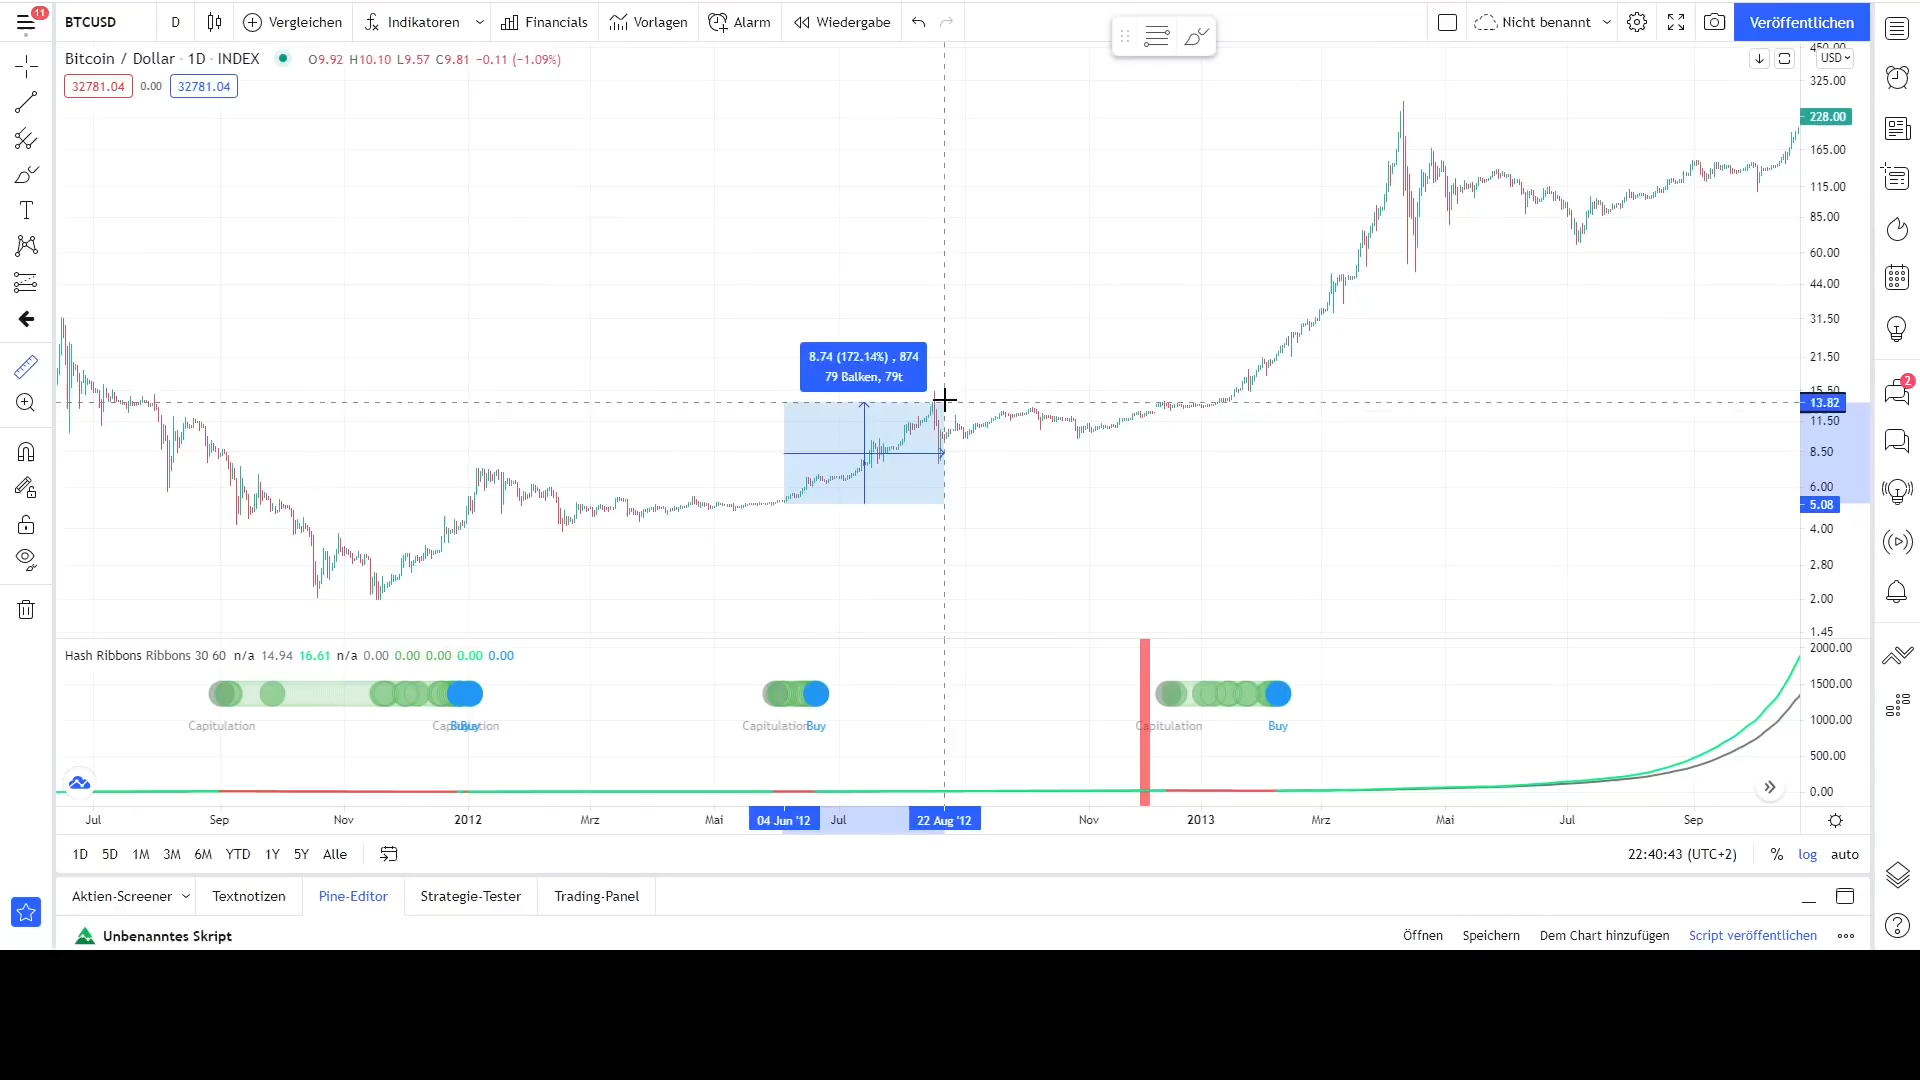 11
BTCUSD
D
Vergleichen
Indikatoren
Financials
Vorlagen
Alarm
Wiedergabe
Nicht benannt
Veröffentlichen
Bitcoin / Dollar · 1D · INDEX
O9.92 H10.10 L9.57 C9.81 −0.11 (−1.09%)
32781.04 0.00 32781.04
USD
450.00
325.00
228.00
165.00
115.00
85.00
60.00
44.00
31.50
21.50
15.50
13.82
11.50
8.50
6.00
5.08
4.00
2.80
2.00
1.45
8.74 (172.14%) , 874
79 Balken, 79t
2
Hash Ribbons Ribbons 30 60 n/a 14.94 16.61 n/a 0.00 0.00 0.00 0.00 0.00
2000.00
1500.00
1000.00
500.00
0.00
Capitulation
Buy
Capitulation Buy
Capitulation Buy
Jul Sep Nov 2012 Mrz Mai 04 Jun '12 Jul 22 Aug '12 Nov 2013 Mrz Mai Jul Sep
1D 5D 1M 3M 6M YTD 1Y 5Y Alle
22:40:43 (UTC+2) % log auto
Aktien-Screener Textnotizen Pine-Editor Strategie-Tester Trading-Panel
Unbenanntes Skript
Öffnen Speichern Dem Chart hinzufügen Script veröffentlichen